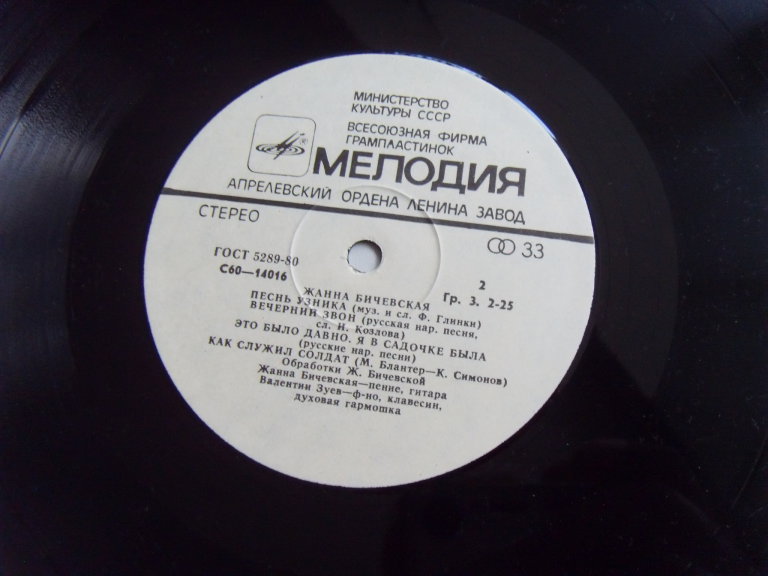 МИНИСТЕРСТВО
КУЛЬТУРЫ СССР
ВСЕСОЮЗНАЯ ФИРМА
ГРАМПЛАСТИНОК
МЕЛОДИЯ
АПРЕЛЕВСКИЙ ОРДЕНА ЛЕНИНА ЗАВОД
СТЕРЕО
33
ГОСТ 5289-80
С60—14016
2
Гр. 3. 2-25
ЖАННА БИЧЕВСКАЯ
ПЕСНЬ УЗНИКА (муз. и сл. Ф. Глинки)
ВЕЧЕРНИЙ ЗВОН (русская нар. песня,
сл. И. Козлова)
ЭТО БЫЛО ДАВНО. Я В САДОЧКЕ БЫЛА
(русские нар. песни)
КАК СЛУЖИЛ СОЛДАТ (М. Блантер—К. Симонов)
Обработки Ж. Бичевской
Жанна Бичевская—пение, гитара
Валентин Зуев—ф-но, клавесин,
духовая гармошка